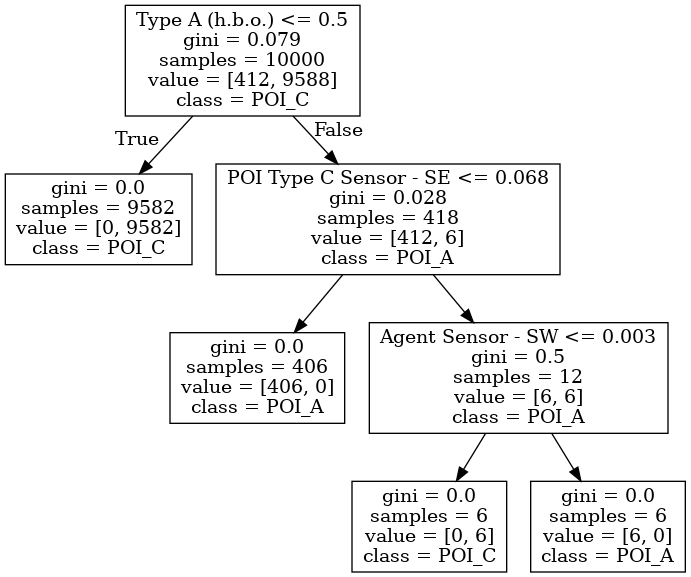 Type A (h.b.o.) <= 0.5
gini = 0.079
samples = 10000
value = [412, 9588]
class = POI_C
True
False
gini = 0.0
samples = 9582
value = [0, 9582]
class = POI_C
POI Type C Sensor - SE <= 0.068
gini = 0.028
samples = 418
value = [412, 6]
class = POI_A
gini = 0.0
samples = 406
value = [406, 0]
class = POI_A
Agent Sensor - SW <= 0.003
gini = 0.5
samples = 12
value = [6, 6]
class = POI_A
gini = 0.0
samples = 6
value = [0, 6]
class = POI_C
gini = 0.0
samples = 6
value = [6, 0]
class = POI_A